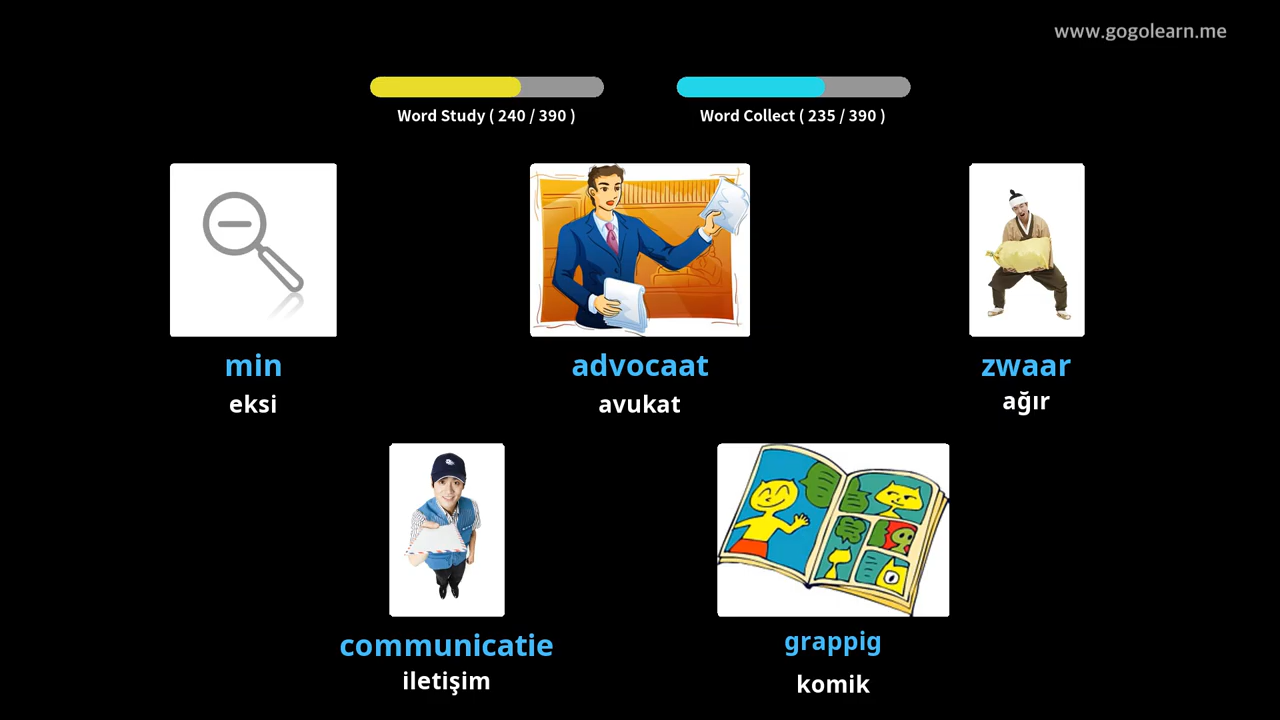 www.gogolearn.me
Word Study ( 240 / 390 )
Word Collect ( 235 / 390 )
min
eksi
advocaat
avukat
zwaar
ağır
communicatie
iletişim
grappig
komik